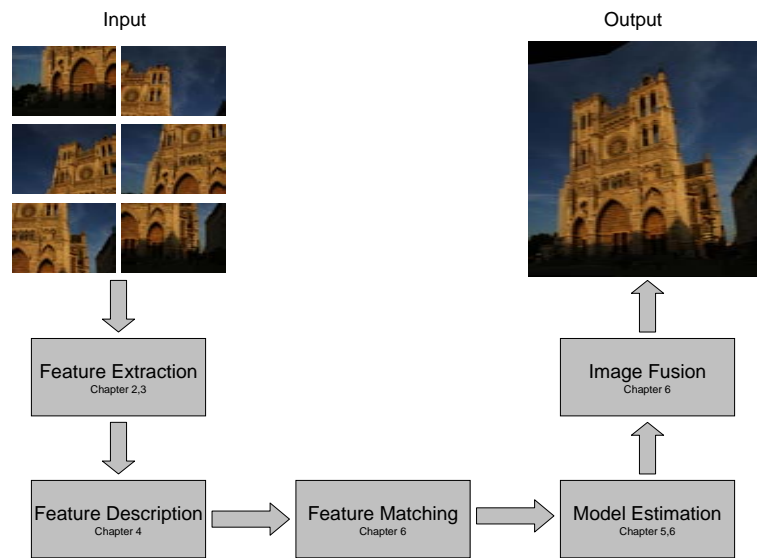 Input
Output
Feature Extraction
Chapter 2,3
Image Fusion
Chapter 6
Feature Description
Chapter 4
Feature Matching
Chapter 6
Model Estimation
Chapter 5,6